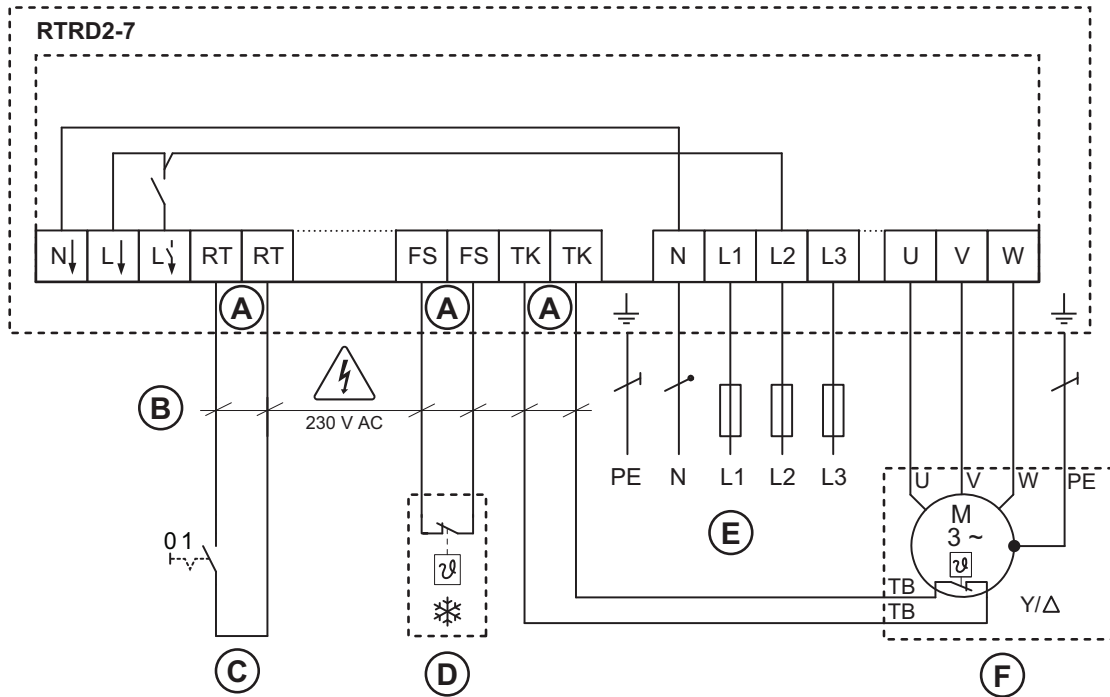 RTRD2-7
N L L RT RT FS FS TK TK N L1 L2 L3 U V W
A A A
B
230 V AC
PE N L1 L2 L3
U V W PE
M
3 ~
0 1
E
ϑ
ϑ
TB
TB
Y/Δ
C
D
F